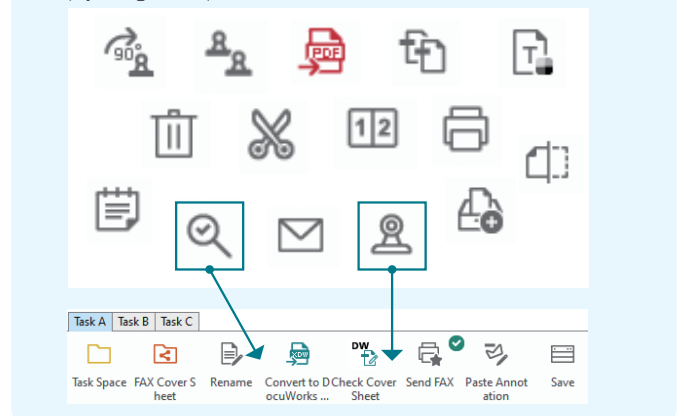 90°
PDF
T
1 2
Task A Task B Task C
XDW
DW
Task Space FAX Cover S Rename Convert to D Check Cover Send FAX Paste Annot Save
heet ocuWorks ... Sheet ation